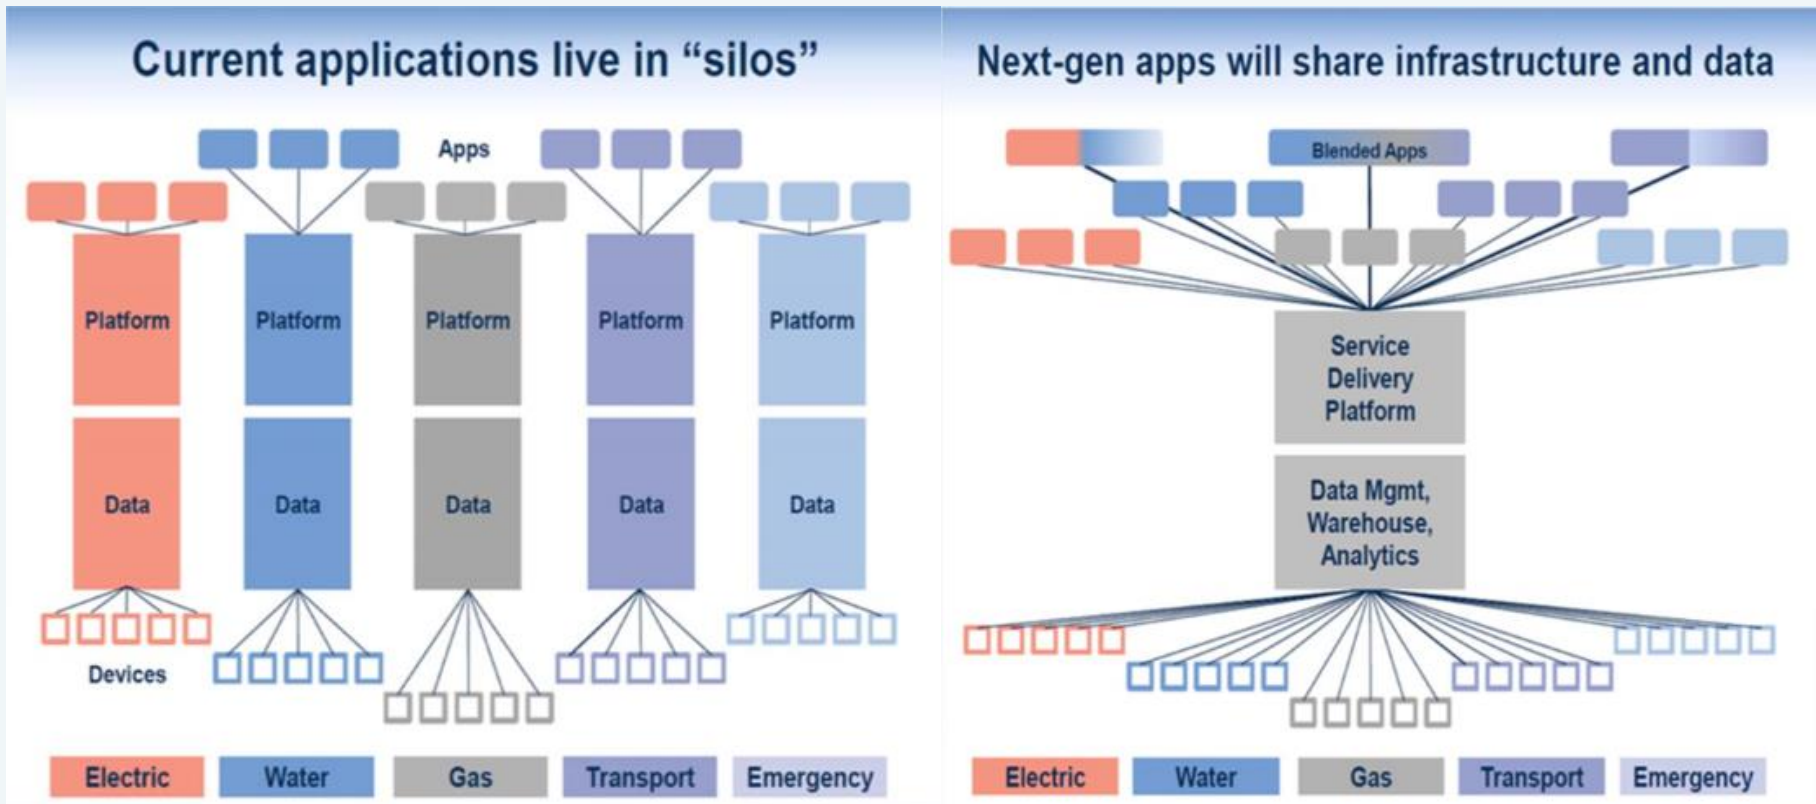 Current applications live in “silos”
Apps
Platform
Platform
Platform
Platform
Platform
Data
Data
Data
Data
Data
Devices
Electric
Water
Gas
Transport
Emergency
Next-gen apps will share infrastructure and data
Blended Apps
Service
Delivery
Platform
Data Mgmt,
Warehouse,
Analytics
Electric
Water
Gas
Transport
Emergency